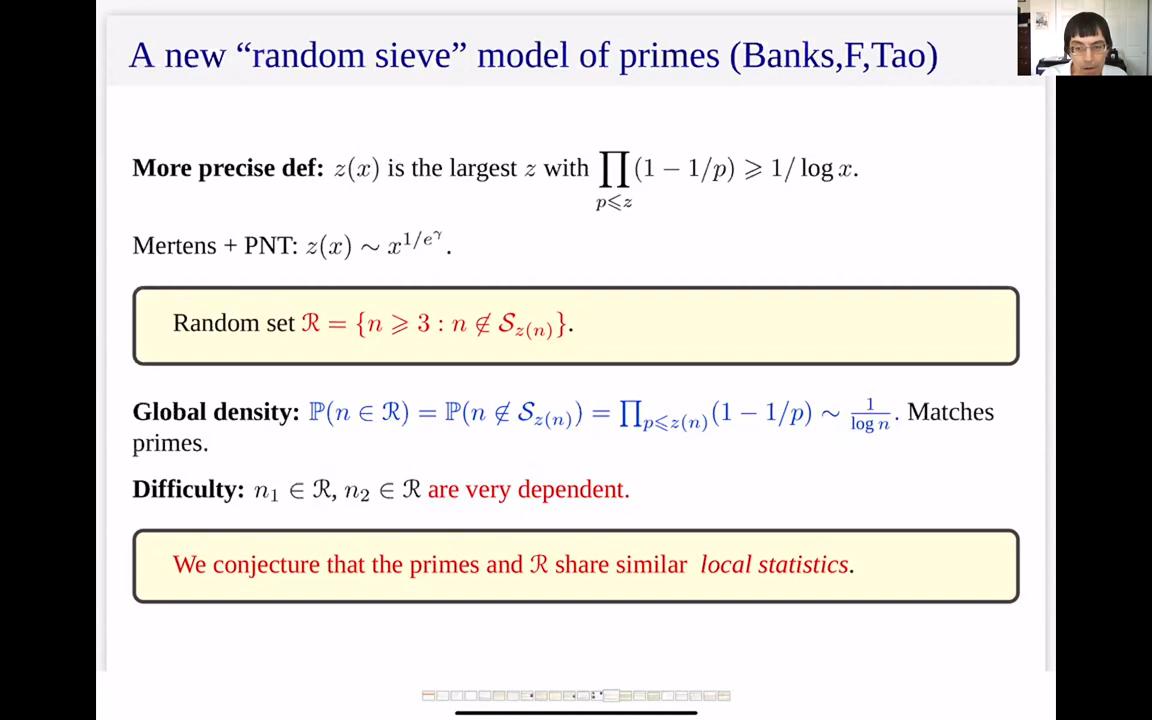 A new “random sieve” model of primes (Banks,F,Tao)
More precise def: z(x) is the largest z with ∏_{p⩽z} (1 − 1/p) ⩾ 1/ log x.
Mertens + PNT: z(x) ∼ x^{1/e^γ}.
Random set ℛ = {n ⩾ 3 : n ∉ 𝒮_{z(n)}}.
Global density: ℙ(n ∈ ℛ) = ℙ(n ∉ 𝒮_{z(n)}) = ∏_{p⩽z(n)}(1 − 1/p) ∼ 1/log n. Matches
primes.
Difficulty: n₁ ∈ ℛ, n₂ ∈ ℛ are very dependent.
We conjecture that the primes and ℛ share similar local statistics.